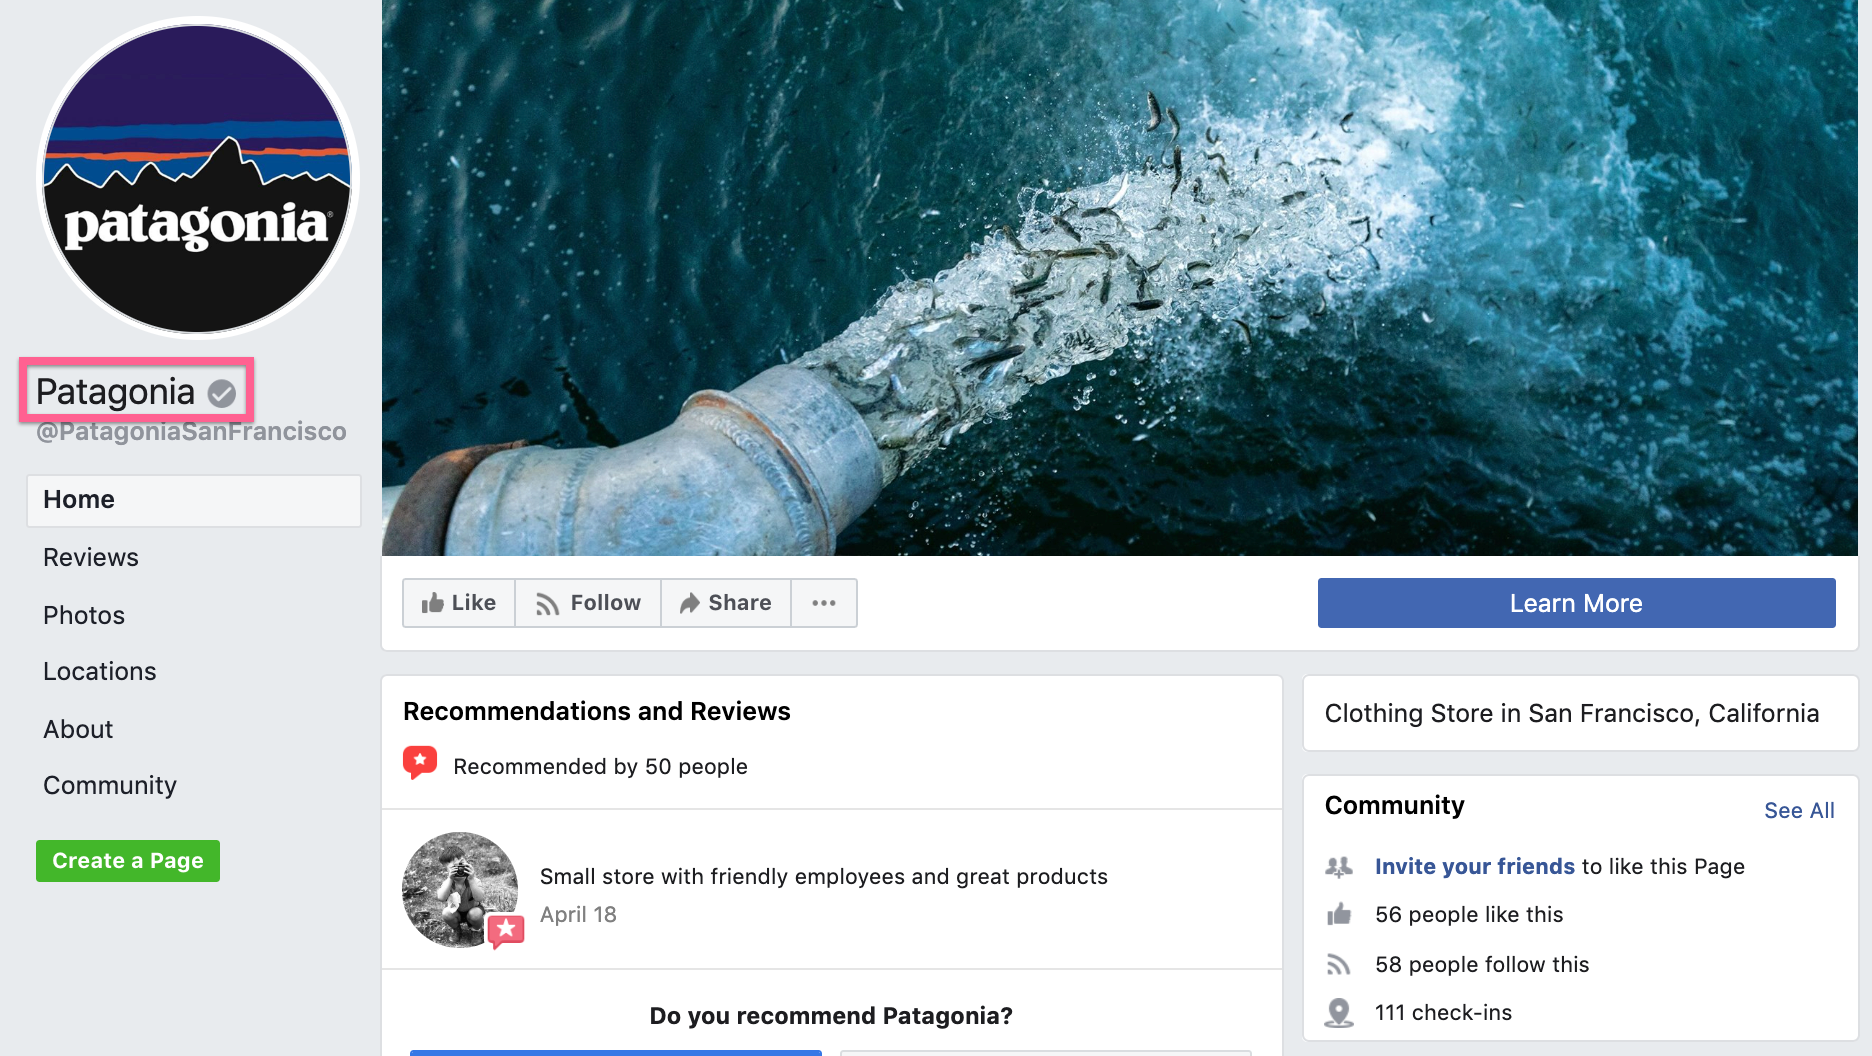 patagonia®
Patagonia
@PatagoniaSanFrancisco
Home
Reviews
Photos
Locations
About
Community
Create a Page
Like
Follow
Share
...
Learn More
Recommendations and Reviews
Recommended by 50 people
Small store with friendly employees and great products
April 18
Do you recommend Patagonia?
Clothing Store in San Francisco, California
Community
See All
Invite your friends to like this Page
56 people like this
58 people follow this
111 check-ins